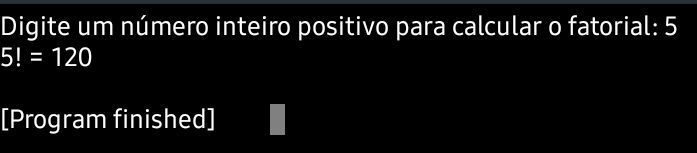 Digite um número inteiro positivo para calcular o fatorial: 5
5! = 120
[Program finished]